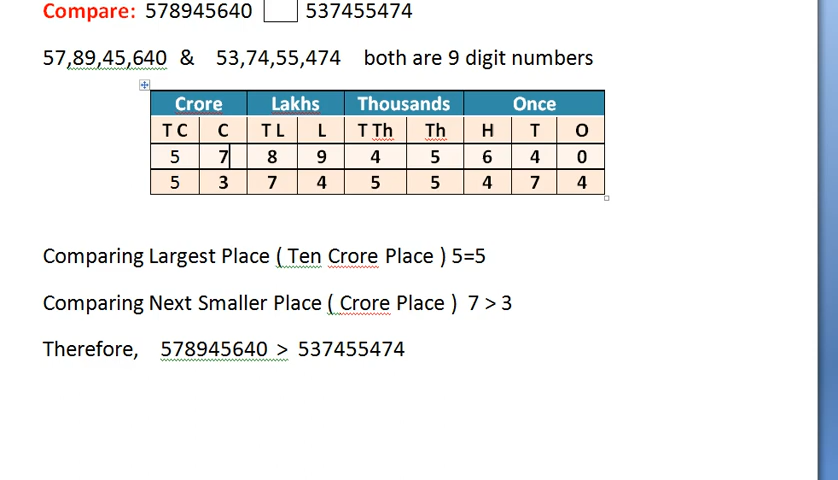 Compare: 578945640 537455474
57,89,45,640 & 53,74,55,474 both are 9 digit numbers
Crore Lakhs Thousands Once
T C C T L L T Th Th H T O
5 7 8 9 4 5 6 4 0
5 3 7 4 5 5 4 7 4
Comparing Largest Place ( Ten Crore Place ) 5=5
Comparing Next Smaller Place ( Crore Place ) 7 > 3
Therefore, 578945640 > 537455474